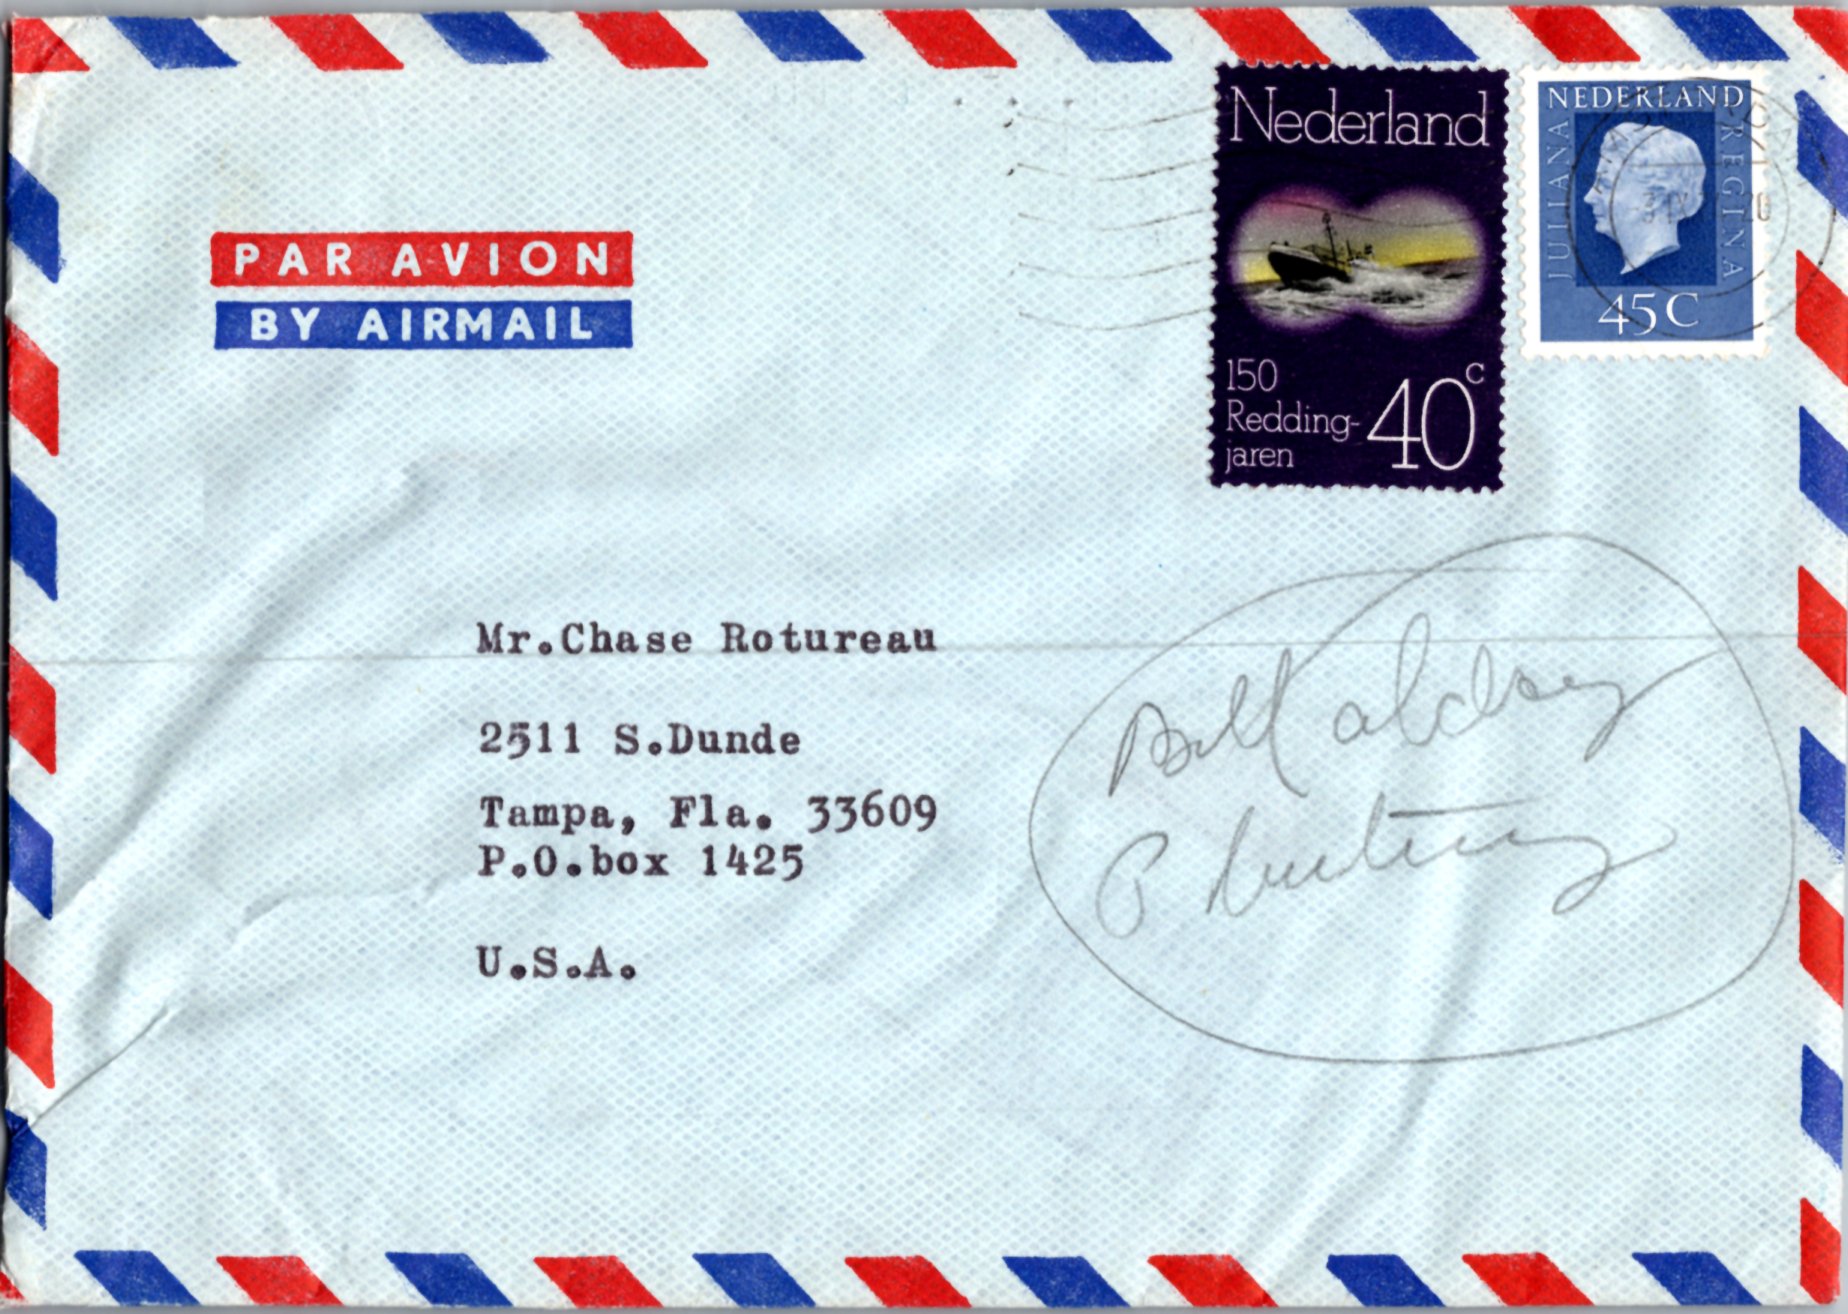 PAR AVION
BY AIRMAIL
Nederland
150
Redding-
jaren
40c
NEDERLAND
JULIANA
REGINA
45C
Mr.Chase Rotureau
2511 S.Dunde
Tampa, Fla. 33609
P.O.box 1425
U.S.A.
Bill